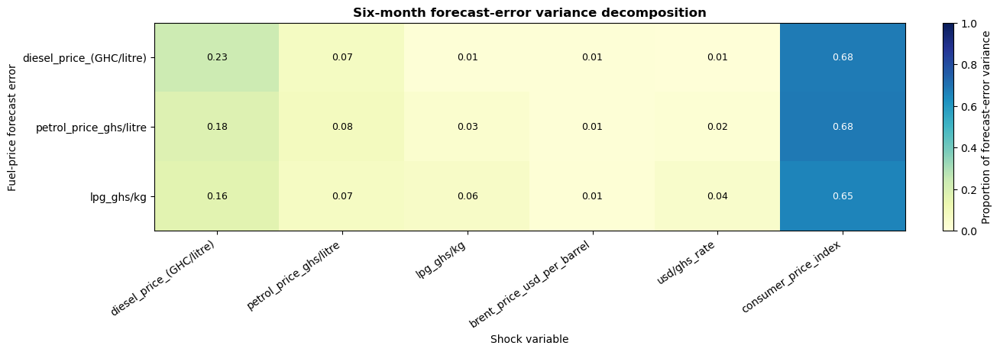 Six-month forecast-error variance decomposition
Fuel-price forecast error
diesel_price_(GHC/litre) 0.23 0.07 0.01 0.01 0.01 0.68
petrol_price_ghs/litre 0.18 0.08 0.03 0.01 0.02 0.68
lpg_ghs/kg 0.16 0.07 0.06 0.01 0.04 0.65
diesel_price_(GHC/litre)
petrol_price_ghs/litre
lpg_ghs/kg
brent_price_usd_per_barrel
usd/ghs_rate
consumer_price_index
Shock variable
1.0
0.8
0.6
0.4
0.2
0.0
Proportion of forecast-error variance